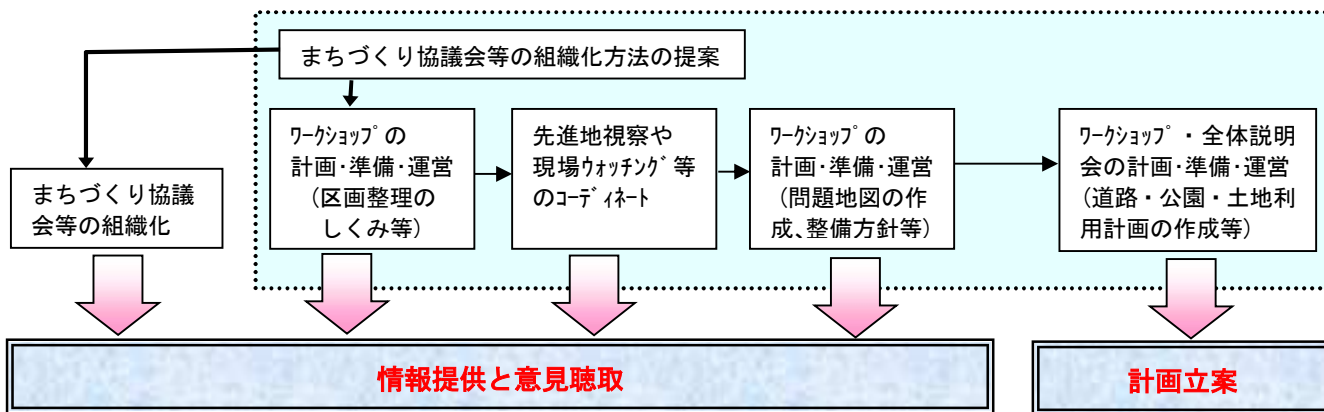 まちづくり協議会等の組織化方法の提案
まちづくり協議
会等の組織化
ﾜｰｸｼｮｯﾌﾟの
計画･準備･運営
(区画整理の
しくみ等)
先進地視察や
現場ｳｫｯﾁﾝｸﾞ等
のｺｰﾃﾞｨﾈｰﾄ
ﾜｰｸｼｮｯﾌﾟの
計画･準備･運営
(問題地図の作
成､整備方針等)
ﾜｰｸｼｮｯﾌﾟ・全体説明
会の計画・準備・運営
(道路・公園・土地利
用計画の作成等)
情報提供と意見聴取
計画立案